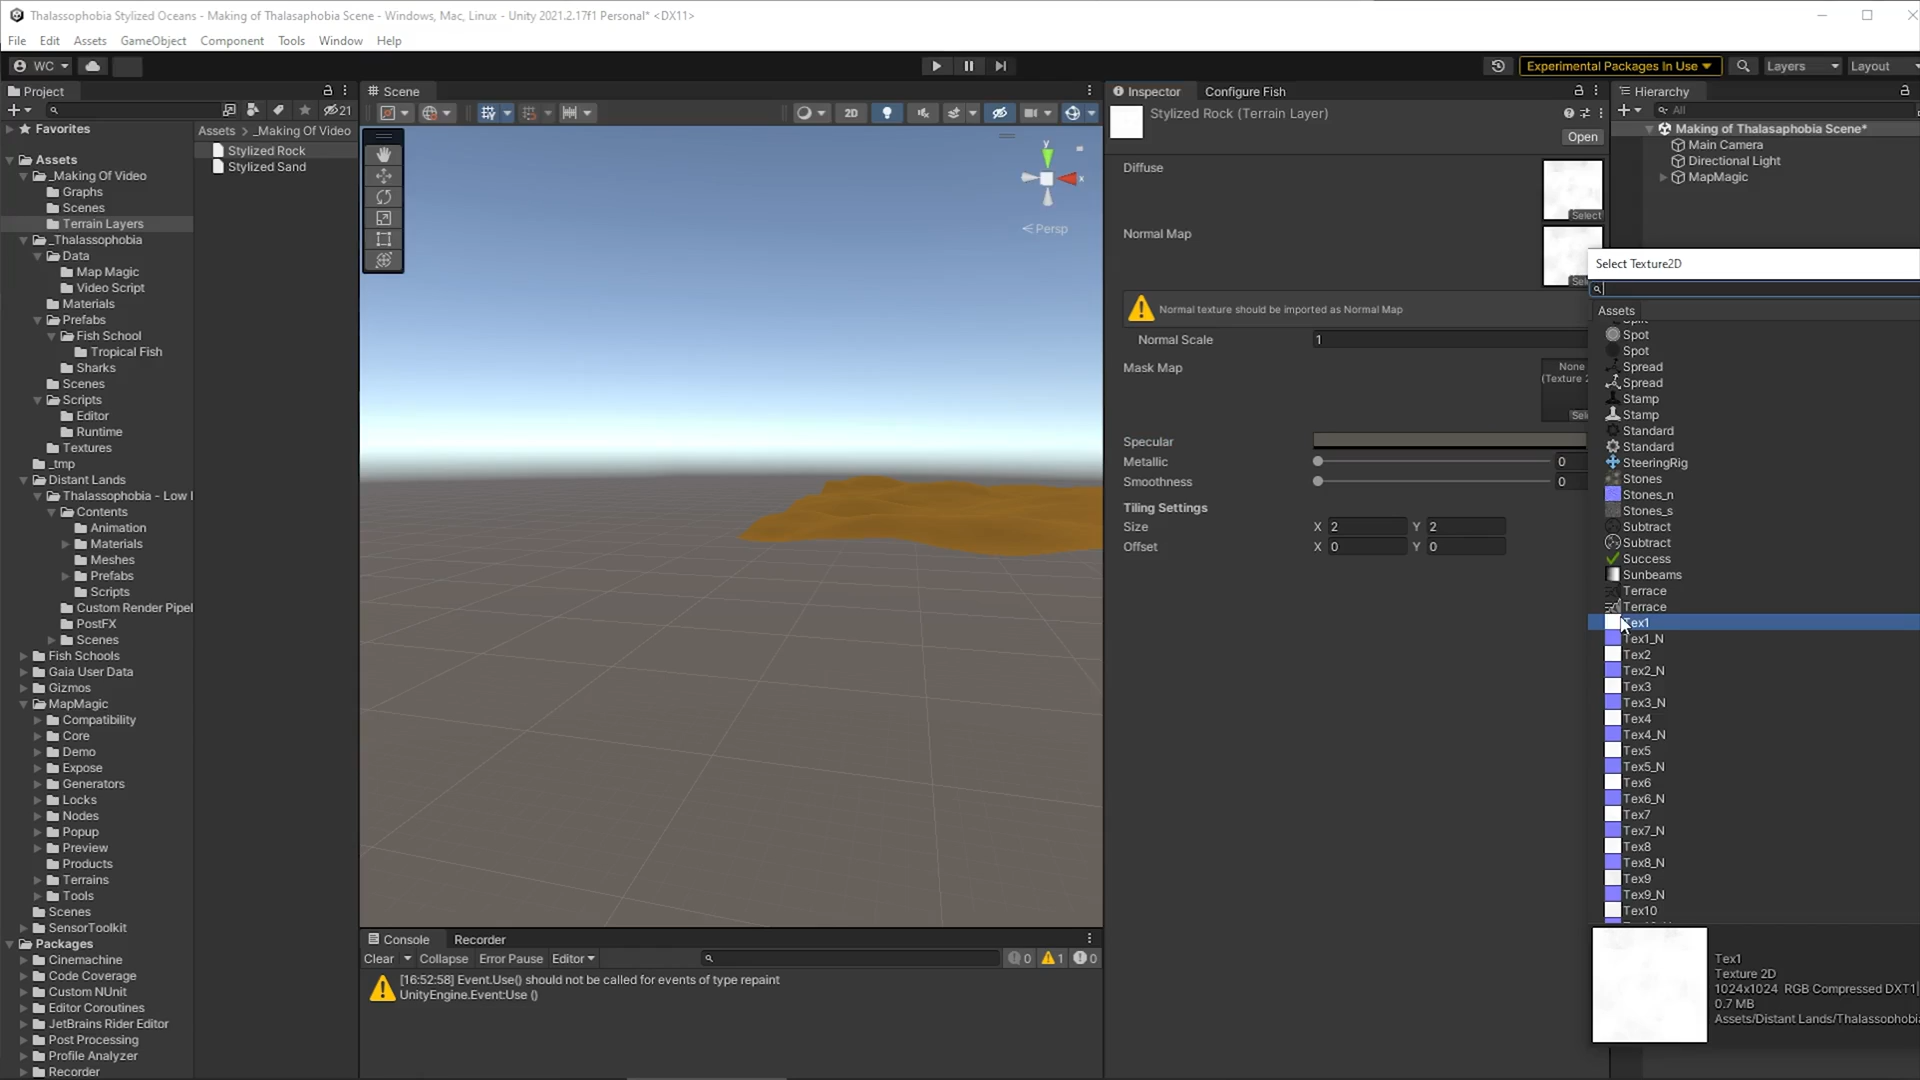 Thalassophobia Stylized Oceans - Making of Thalasaphobia Scene - Windows, Mac, Linux - Unity 2021.2.17f1 Personal* <DX11>
File Edit Assets GameObject Component Tools Window Help
WC
Experimental Packages In Use
Layers
Layout
Project
21
Favorites
Assets
_Making Of Video
Graphs
Scenes
Terrain Layers
_Thalassophobia
Data
Map Magic
Video Script
Materials
Prefabs
Fish School
Tropical Fish
Sharks
Scenes
Scripts
Editor
Runtime
Textures
_tmp
Distant Lands
Thalassophobia - Low
Contents
Animation
Materials
Meshes
Prefabs
Scripts
Custom Render Pipel
PostFX
Scenes
Fish Schools
Gaia User Data
Gizmos
MapMagic
Compatibility
Core
Demo
Expose
Generators
Locks
Nodes
Popup
Preview
Products
Terrains
Tools
Scenes
SensorToolkit
Packages
Cinemachine
Code Coverage
Custom NUnit
Editor Coroutines
JetBrains Rider Editor
Post Processing
Profile Analyzer
Recorder
Assets > _Making Of Video
Stylized Rock
Stylized Sand
Scene
2D
y
x
Persp
Console Recorder
Clear Collapse Error Pause Editor
0 1 0
[16:52:58] Event.Use() should not be called for events of type repaint
UnityEngine.Event:Use ()
Inspector Configure Fish
Stylized Rock (Terrain Layer)
Open
Diffuse
Select
Normal Map
Sel
Normal texture should be imported as Normal Map
Normal Scale 1
Mask Map
None
(Texture 2
Sel
Specular
Metallic 0
Smoothness 0
Tiling Settings
Size X 2 Y 2
Offset X 0 Y 0
Hierarchy
All
Making of Thalasaphobia Scene*
Main Camera
Directional Light
MapMagic
Select Texture2D
Assets
Split
Spot
Spot
Spread
Spread
Stamp
Stamp
Standard
Standard
SteeringRig
Stones
Stones_n
Stones_s
Subtract
Subtract
Success
Sunbeams
Terrace
Terrace
Tex1
Tex1_N
Tex2
Tex2_N
Tex3
Tex3_N
Tex4
Tex4_N
Tex5
Tex5_N
Tex6
Tex6_N
Tex7
Tex7_N
Tex8
Tex8_N
Tex9
Tex9_N
Tex10
Tex1
Texture 2D
1024x1024 RGB Compressed DXT1|
0.7 MB
Assets/Distant Lands/Thalassophobia